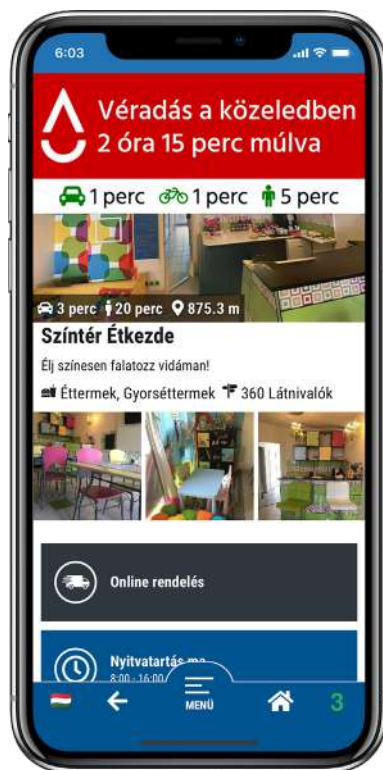 6:03
Véradás a közeledben
2 óra 15 perc múlva
1 perc 1 perc 5 perc
3 perc 20 perc 875.3 m
Színtér Étkezde
Élj színesen falatozz vidáman!
Éttermek, Gyorséttermek 360 Látnivalók
Online rendelés
Nyitvatartás ma
8:00 - 16:00
MENÜ
3